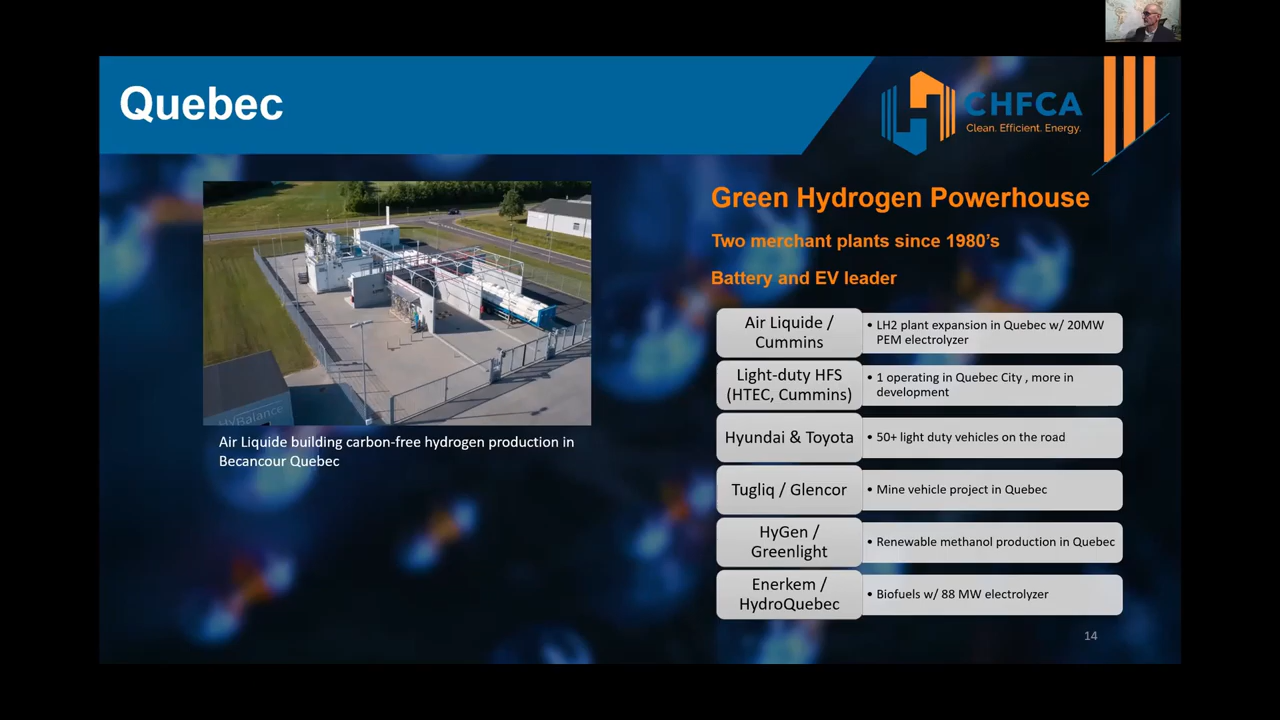 Quebec
CHFCA
Clean. Efficient. Energy.
Green Hydrogen Powerhouse
Two merchant plants since 1980's
Battery and EV leader
HyBalance
Air Liquide building carbon-free hydrogen production in
Becancour Quebec
Air Liquide /
Cummins
• LH2 plant expansion in Quebec w/ 20MW
PEM electrolyzer
Light-duty HFS
(HTEC, Cummins)
• 1 operating in Quebec City , more in
development
Hyundai & Toyota
• 50+ light duty vehicles on the road
Tugliq / Glencor
• Mine vehicle project in Quebec
HyGen /
Greenlight
• Renewable methanol production in Quebec
Enerkem /
HydroQuebec
• Biofuels w/ 88 MW electrolyzer
14